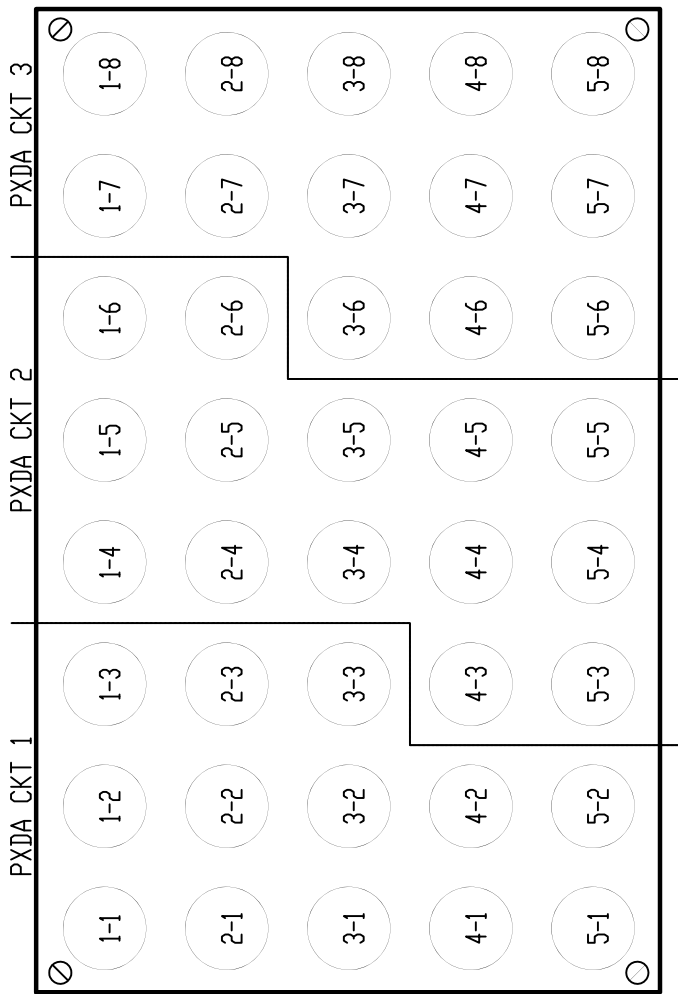 PXDA CKT 1 PXDA CKT 2 PXDA CKT 3
1-1 1-2 1-3 1-4 1-5 1-6 1-7 1-8
2-1 2-2 2-3 2-4 2-5 2-6 2-7 2-8
3-1 3-2 3-3 3-4 3-5 3-6 3-7 3-8
4-1 4-2 4-3 4-4 4-5 4-6 4-7 4-8
5-1 5-2 5-3 5-4 5-5 5-6 5-7 5-8